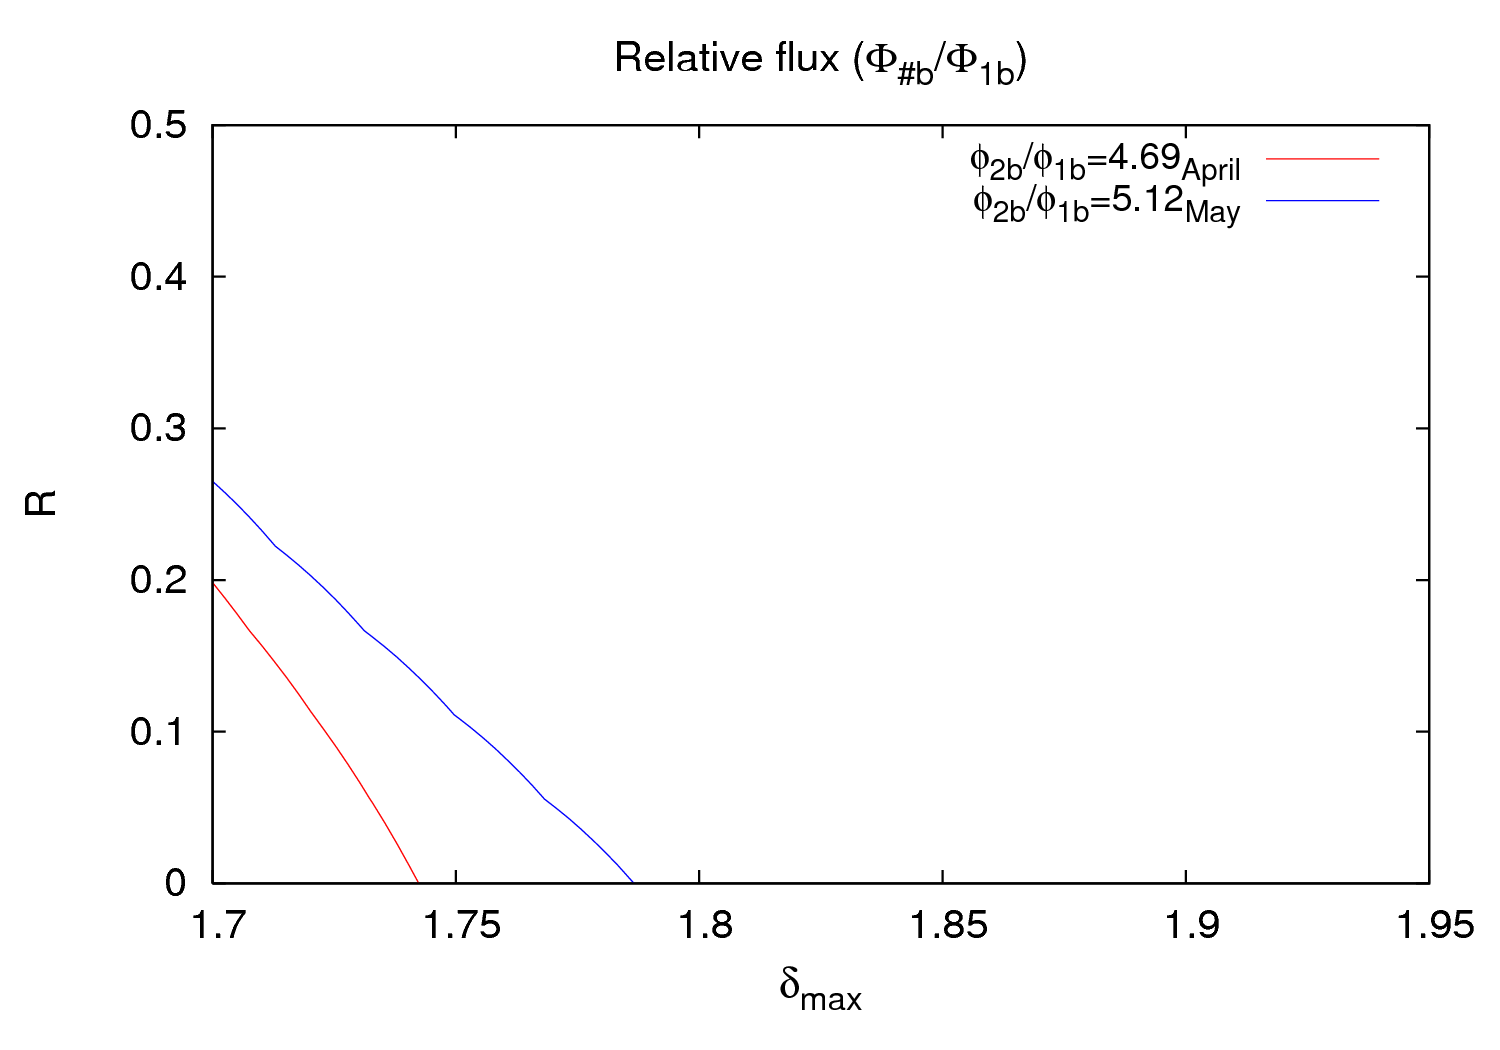 Relative flux (Φ#b/Φ1b)
0.5
ϕ2b/ϕ1b=4.69April
ϕ2b/ϕ1b=5.12May
0.4
0.3
R
0.2
0.1
0
1.7 1.75 1.8 1.85 1.9 1.95
δmax